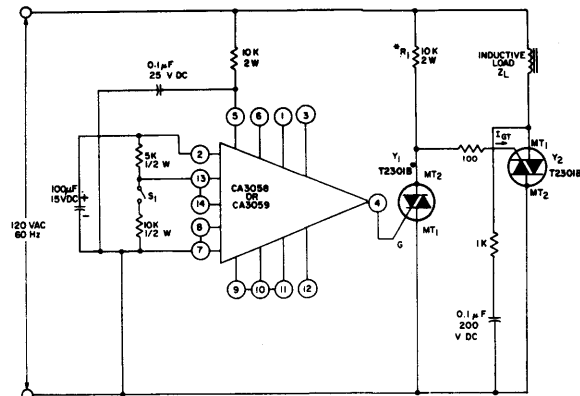 10K
2W
0.1µF
25 V DC
*R1
10K
2W
INDUCTIVE
LOAD
ZL
5
6
1
3
2
5K
1/2 W
13
14
S1
100µF
15VDC
+
-
10K
1/2 W
8
7
CA3058
OR
CA3059
4
G
Y1
T2301B*
MT2
MT1
100
IGT
MT1
Y2
T2301B
MT2
120 VAC
60 Hz
9
10
11
12
1K
0.1µF
200
V DC